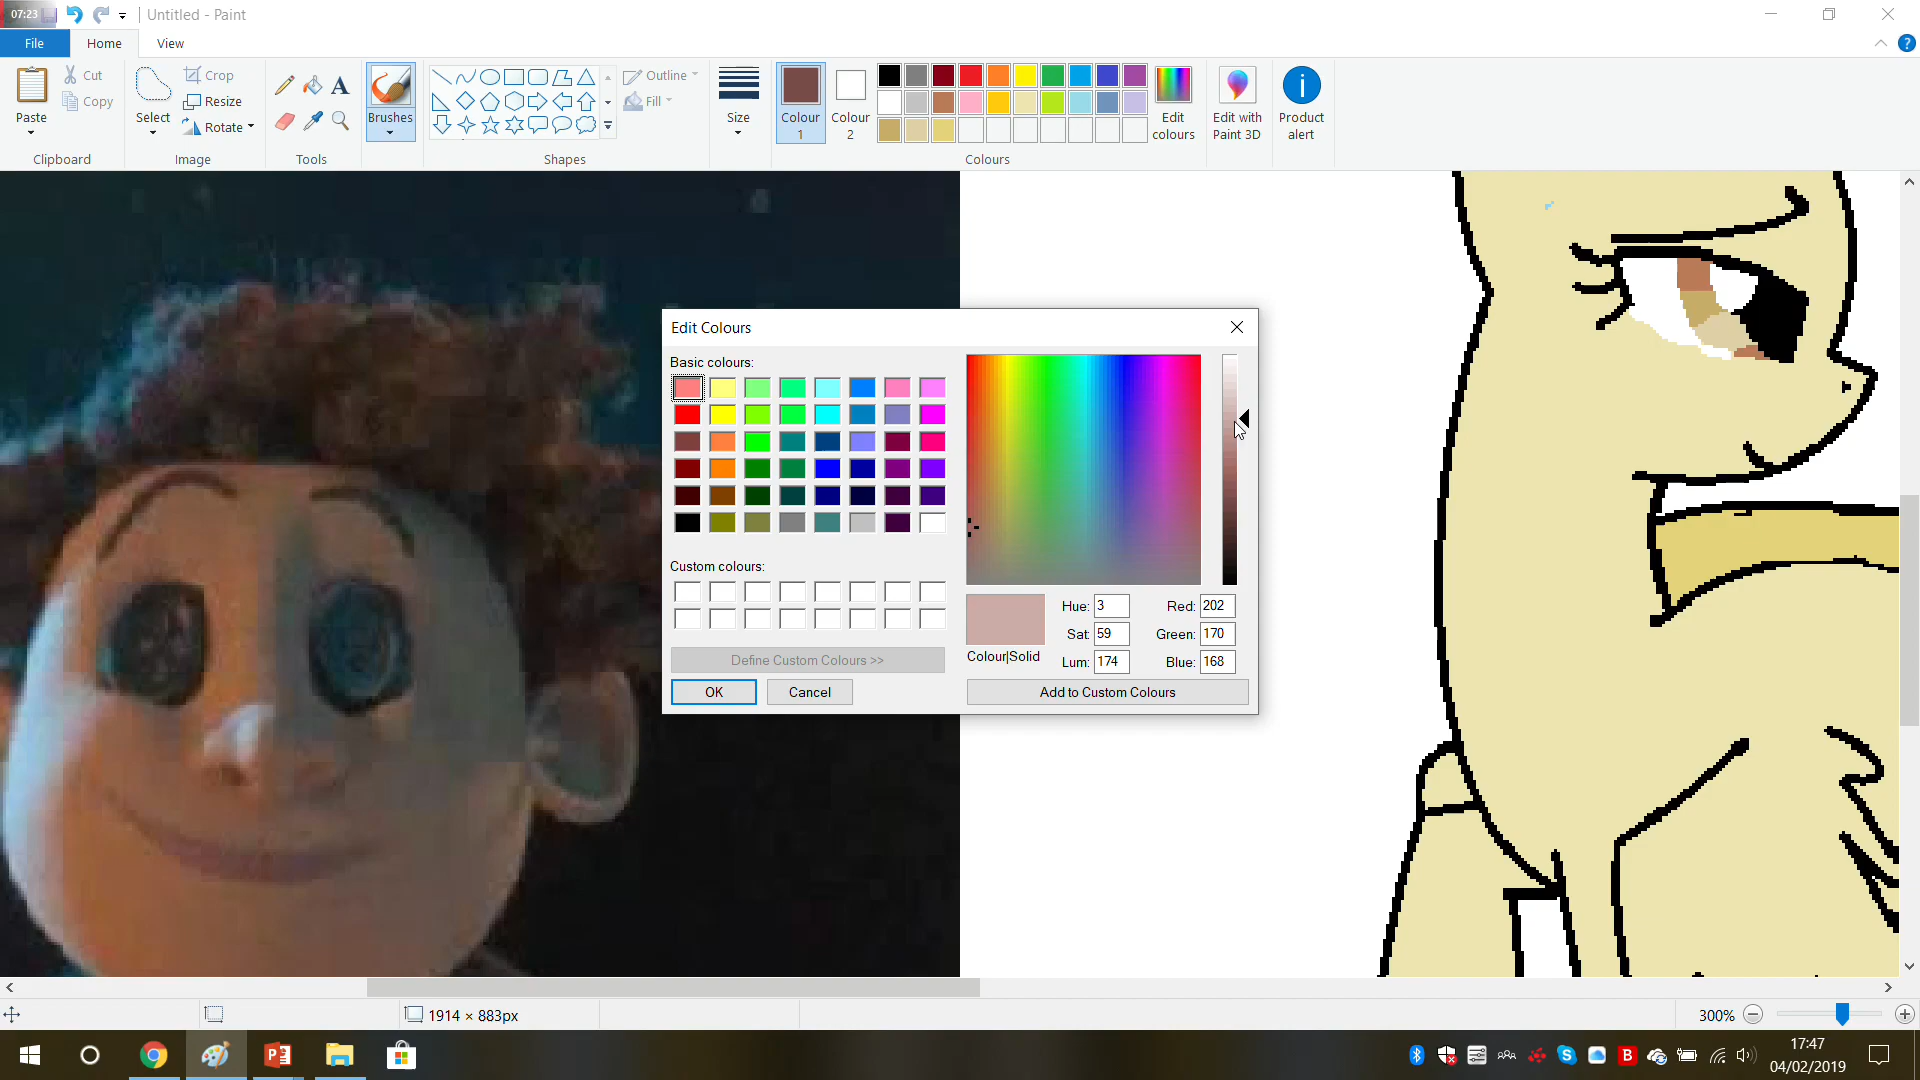 07:23
Untitled - Paint
File
Home
View
Paste
Cut
Copy
Clipboard
Select
Crop
Resize
Rotate
Image
A
Tools
Brushes
Outline
Fill
Shapes
Size
Colour 1
Colour 2
Edit colours
Colours
Edit with Paint 3D
Product alert
Edit Colours
Basic colours:
Custom colours:
Define Custom Colours >>
OK
Cancel
Colour|Solid
Hue: 3
Sat: 59
Lum: 174
Red: 202
Green: 170
Blue: 168
Add to Custom Colours
1914 × 883px
300%
17:47
04/02/2019